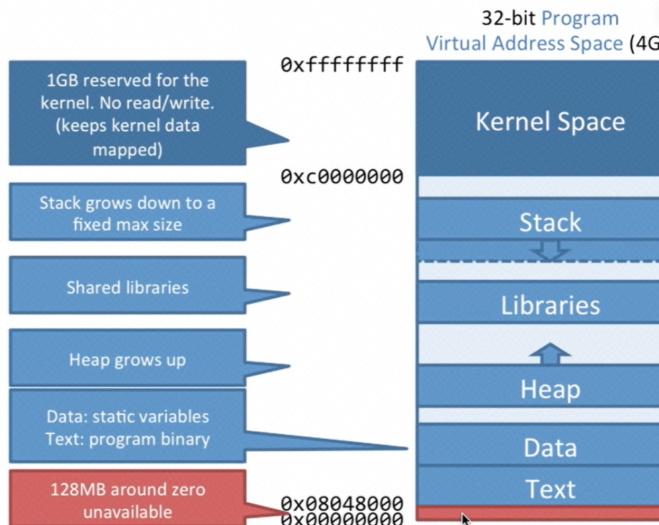 32-bit Program
Virtual Address Space (4G
0xffffffff
1GB reserved for the
kernel. No read/write.
(keeps kernel data
mapped)
Kernel Space
0xc0000000
Stack grows down to a
fixed max size
Stack
Shared libraries
Libraries
Heap grows up
Heap
Data: static variables
Text: program binary
Data
Text
128MB around zero
unavailable
0x08048000
0x00000000